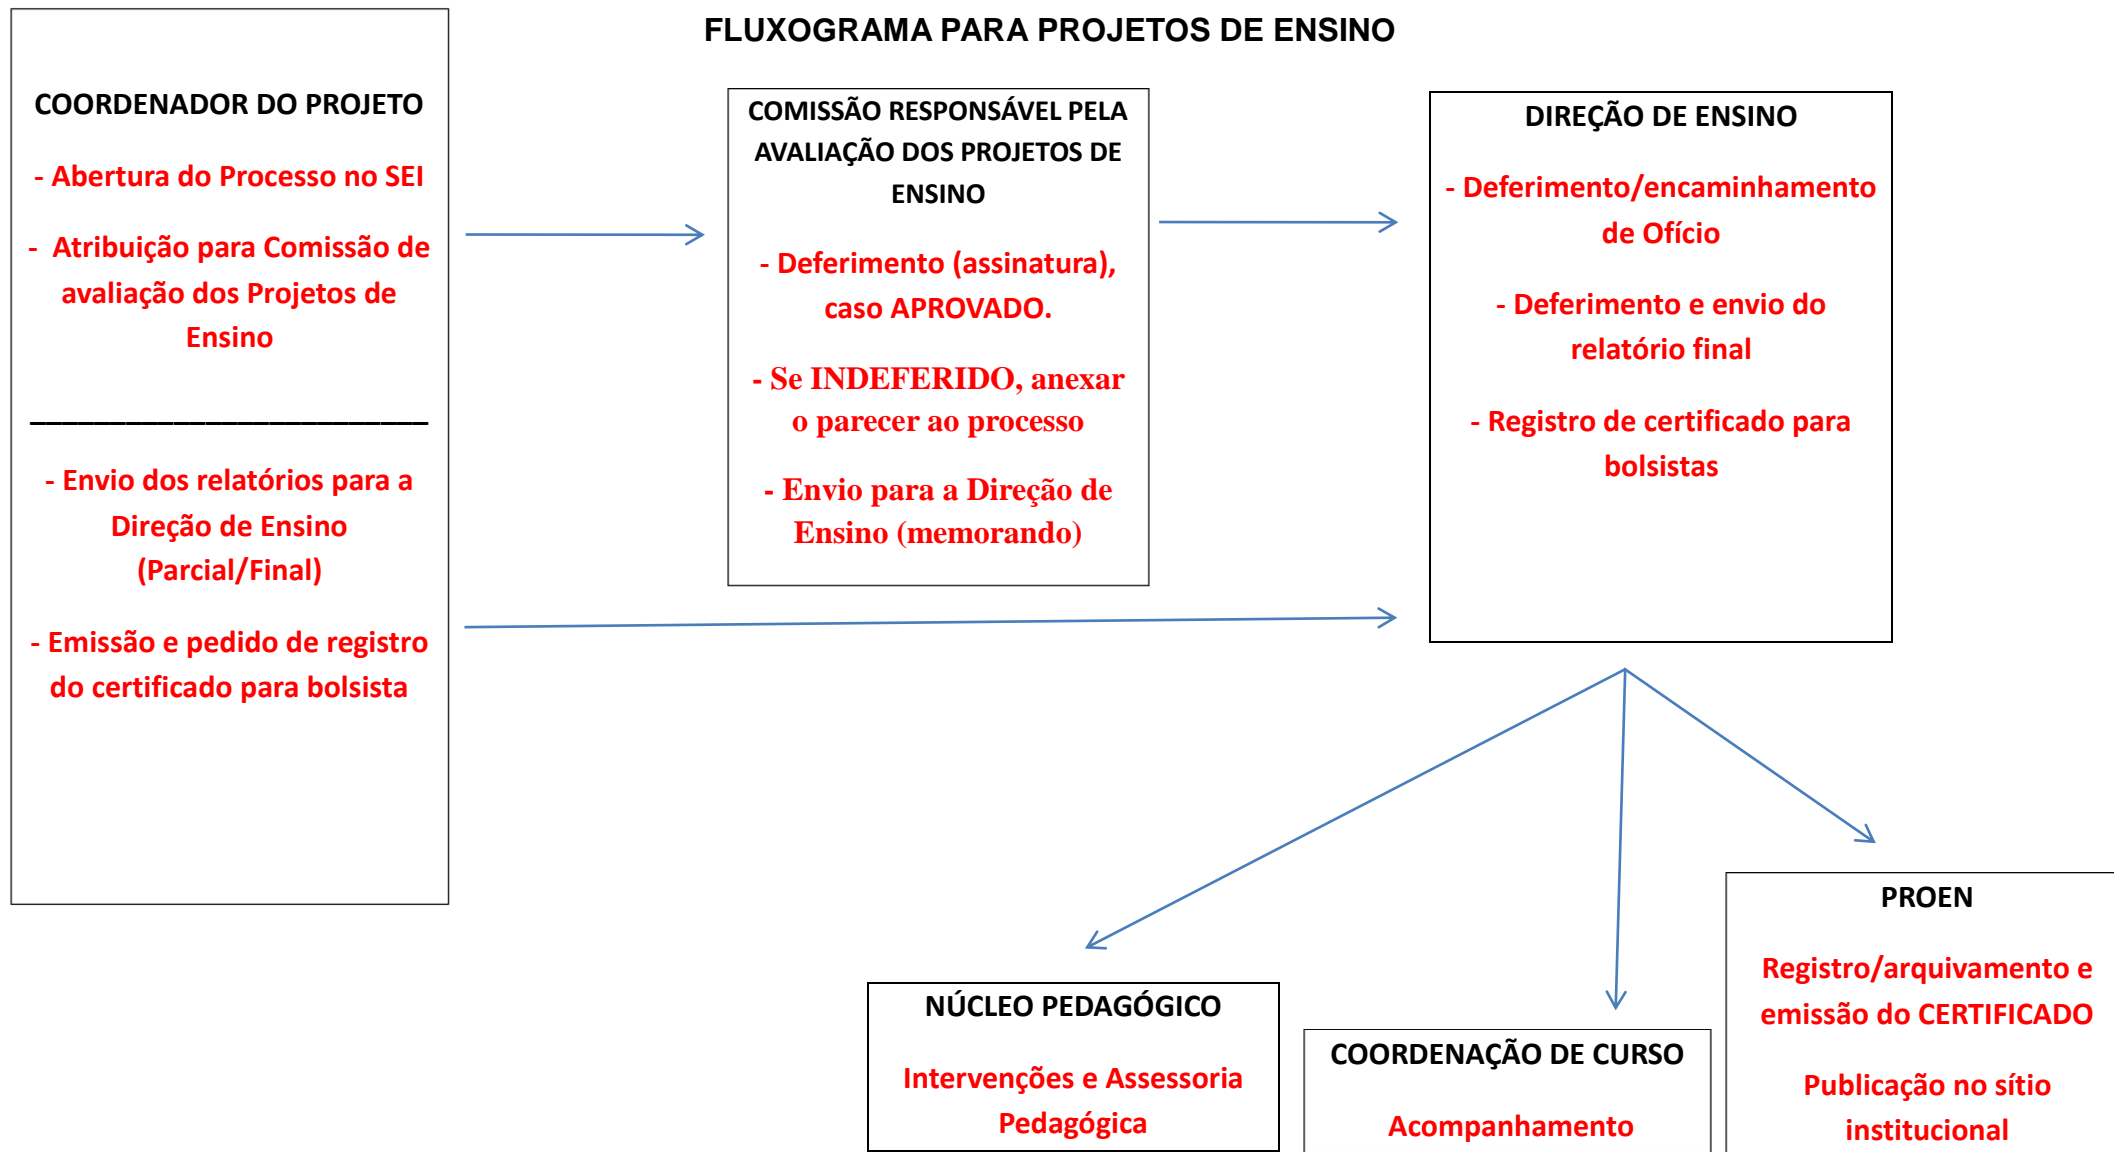 FLUXOGRAMA PARA PROJETOS DE ENSINO
COORDENADOR DO PROJETO
- Abertura do Processo no SEI
- Atribuição para Comissão de
avaliação dos Projetos de
Ensino
_________________________
- Envio dos relatórios para a
Direção de Ensino
(Parcial/Final)
- Emissão e pedido de registro
do certificado para bolsista
COMISSÃO RESPONSÁVEL PELA
AVALIAÇÃO DOS PROJETOS DE
ENSINO
- Deferimento (assinatura),
caso APROVADO.
- Se INDEFERIDO, anexar
o parecer ao processo
- Envio para a Direção de
Ensino (memorando)
DIREÇÃO DE ENSINO
- Deferimento/encaminhamento
de Ofício
- Deferimento e envio do
relatório final
- Registro de certificado para
bolsistas
NÚCLEO PEDAGÓGICO
Intervenções e Assessoria
Pedagógica
COORDENAÇÃO DE CURSO
Acompanhamento
PROEN
Registro/arquivamento e
emissão do CERTIFICADO
Publicação no sítio
institucional